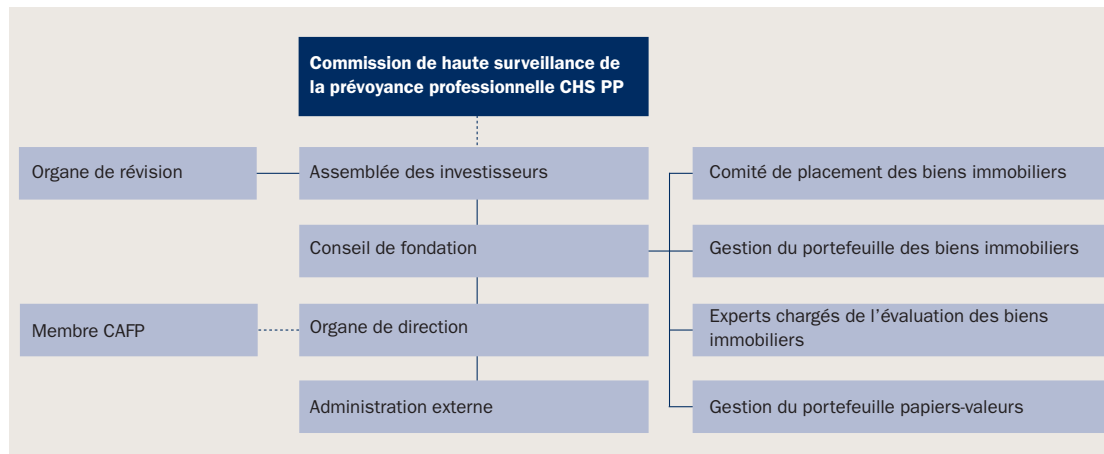 Commission de haute surveillance de
la prévoyance professionnelle CHS PP
Organe de révision
Assemblée des investisseurs
Comité de placement des biens immobiliers
Conseil de fondation
Gestion du portefeuille des biens immobiliers
Membre CAFP
Organe de direction
Experts chargés de l’évaluation des biens
immobiliers
Administration externe
Gestion du portefeuille papiers-valeurs